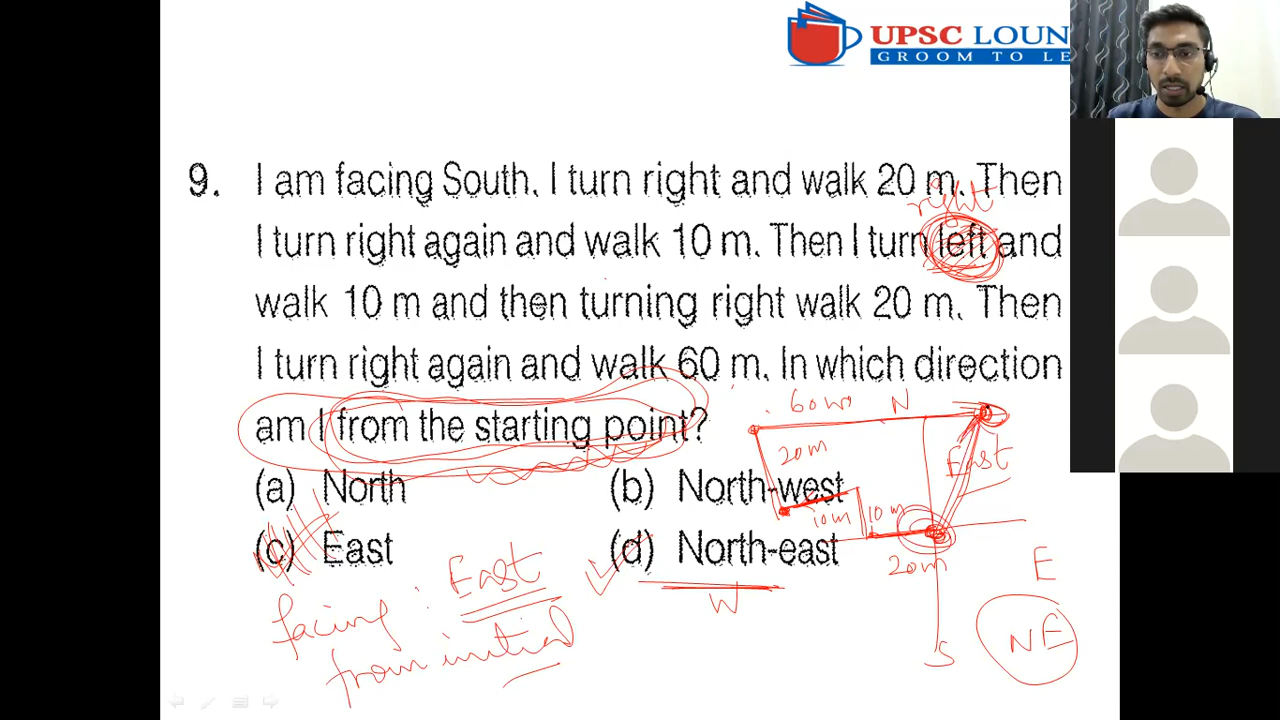 UPSC LOUN
GROOM TO LE
9. I am facing South. I turn right and walk 20 m. Then
right
I turn right again and walk 10 m. Then I turn left and
walk 10 m and then turning right walk 20 m. Then
I turn right again and walk 60 m. In which direction
am I from the starting point?
60m N
20m East
(a) North (b) North-west
10m 10m
(c) East (d) North-east
20m E
facing : East W
from initial S NE